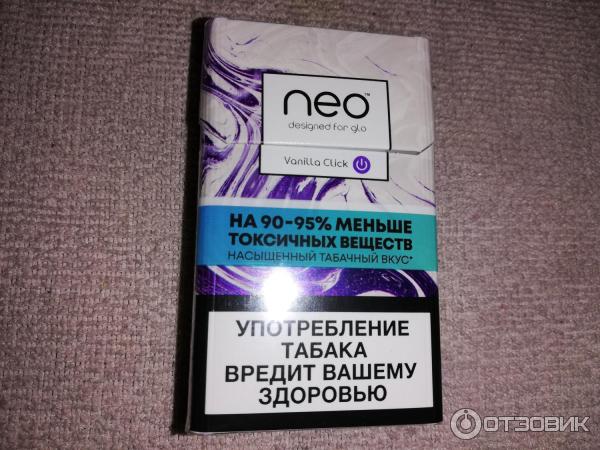 neo™
designed for glo
Vanilla Click
НА 90-95% МЕНЬШЕ
ТОКСИЧНЫХ ВЕЩЕСТВ
НАСЫЩЕННЫЙ ТАБАЧНЫЙ ВКУС*
УПОТРЕБЛЕНИЕ
ТАБАКА
ВРЕДИТ ВАШЕМУ
ЗДОРОВЬЮ
ОТЗОВИК